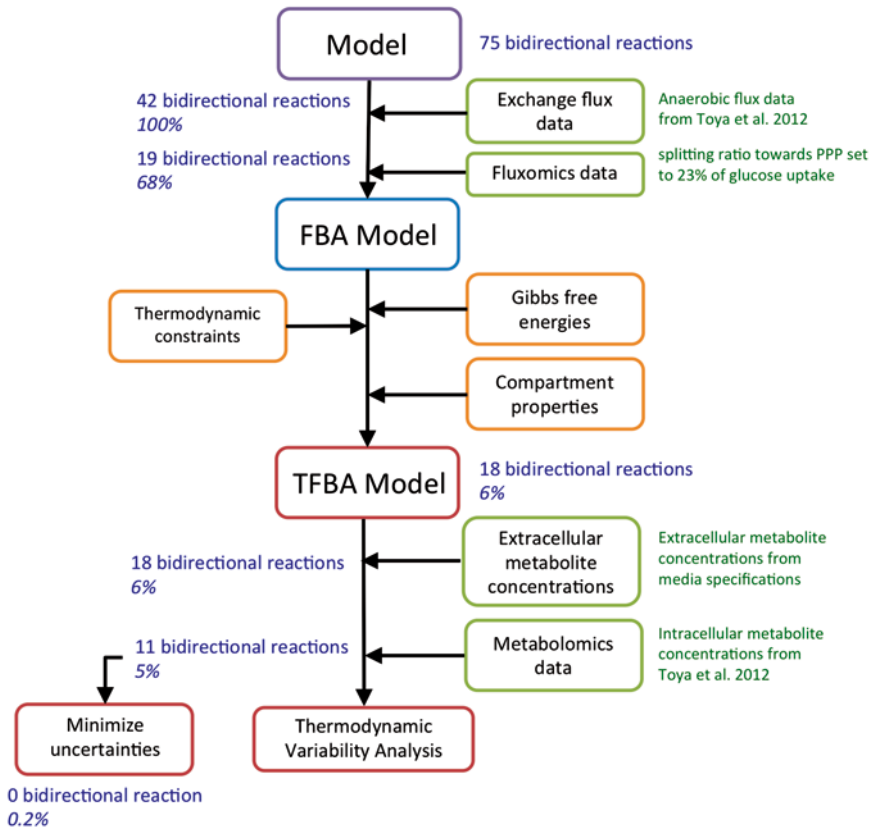 Model
75 bidirectional reactions
42 bidirectional reactions
100%
Exchange flux
data
Anaerobic flux data
from Toya et al. 2012
19 bidirectional reactions
68%
Fluxomics data
splitting ratio towards PPP set
to 23% of glucose uptake
FBA Model
Thermodynamic
constraints
Gibbs free
energies
Compartment
properties
TFBA Model
18 bidirectional reactions
6%
18 bidirectional reactions
6%
Extracellular
metabolite
concentrations
Extracellular metabolite
concentrations from
media specifications
11 bidirectional reactions
5%
Metabolomics
data
Intracellular metabolite
concentrations from
Toya et al. 2012
Minimize
uncertainties
Thermodynamic
Variability Analysis
0 bidirectional reaction
0.2%